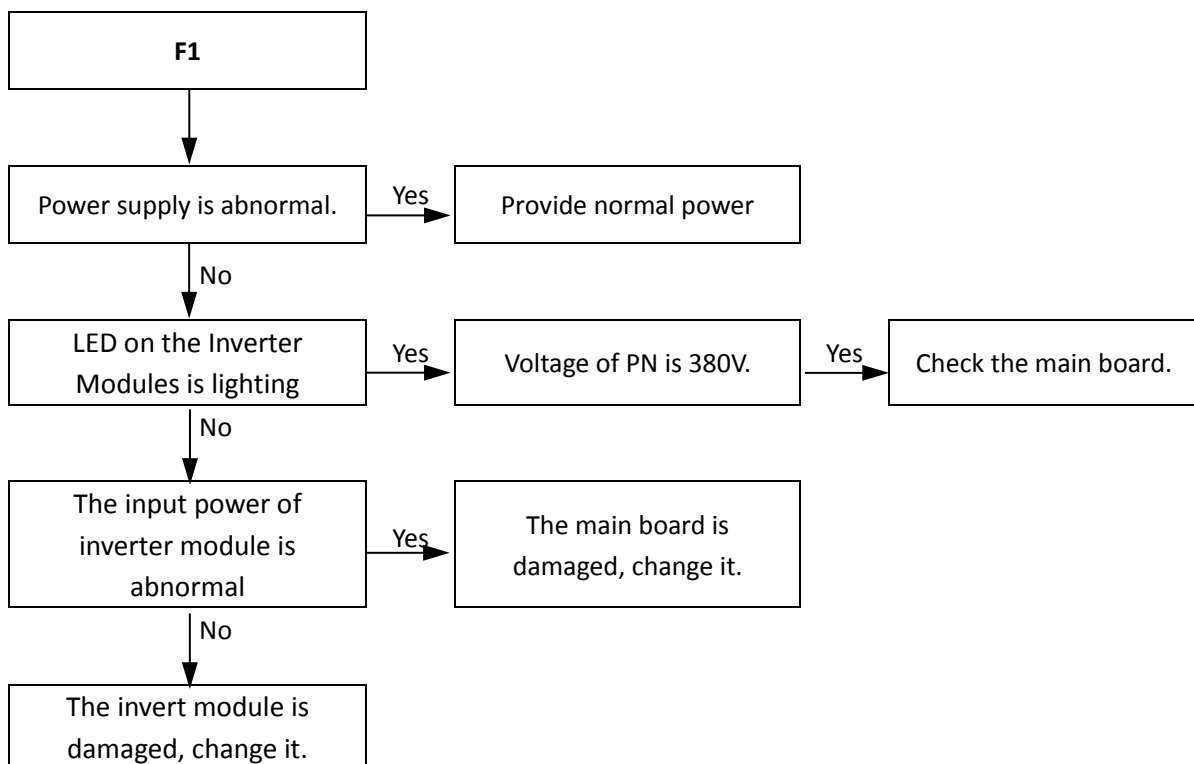 F1
Power supply is abnormal.
Yes
Provide normal power
No
LED on the Inverter
Modules is lighting
Yes
Voltage of PN is 380V.
Yes
Check the main board.
No
The input power of
inverter module is
abnormal
Yes
The main board is
damaged, change it.
No
The invert module is
damaged, change it.